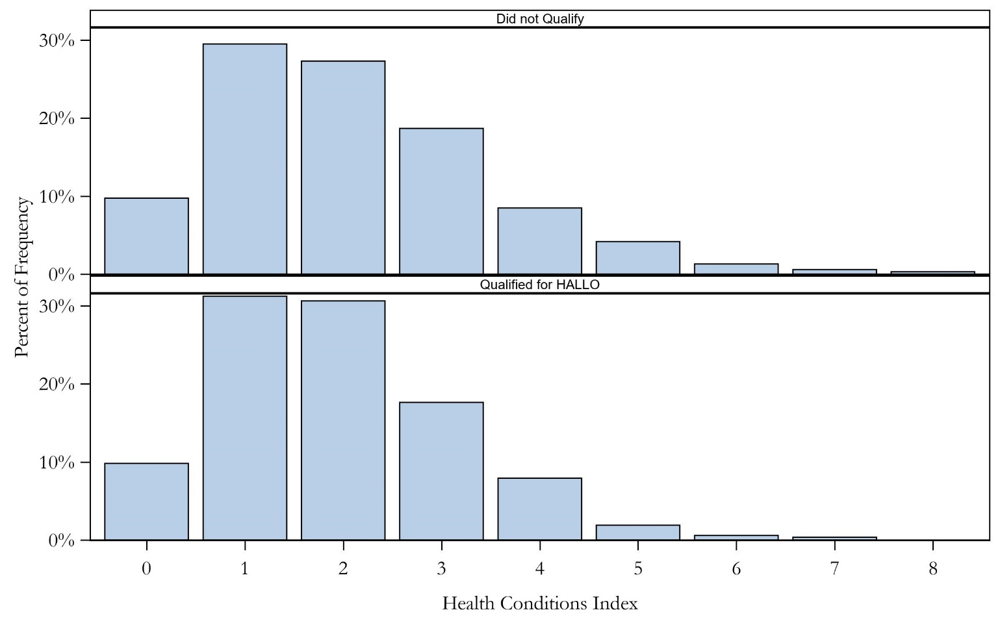 Did not Qualify
30%
20%
10%
0%
Qualified for HALLO
30%
20%
10%
0%
Percent of Frequency
0 1 2 3 4 5 6 7 8
Health Conditions Index